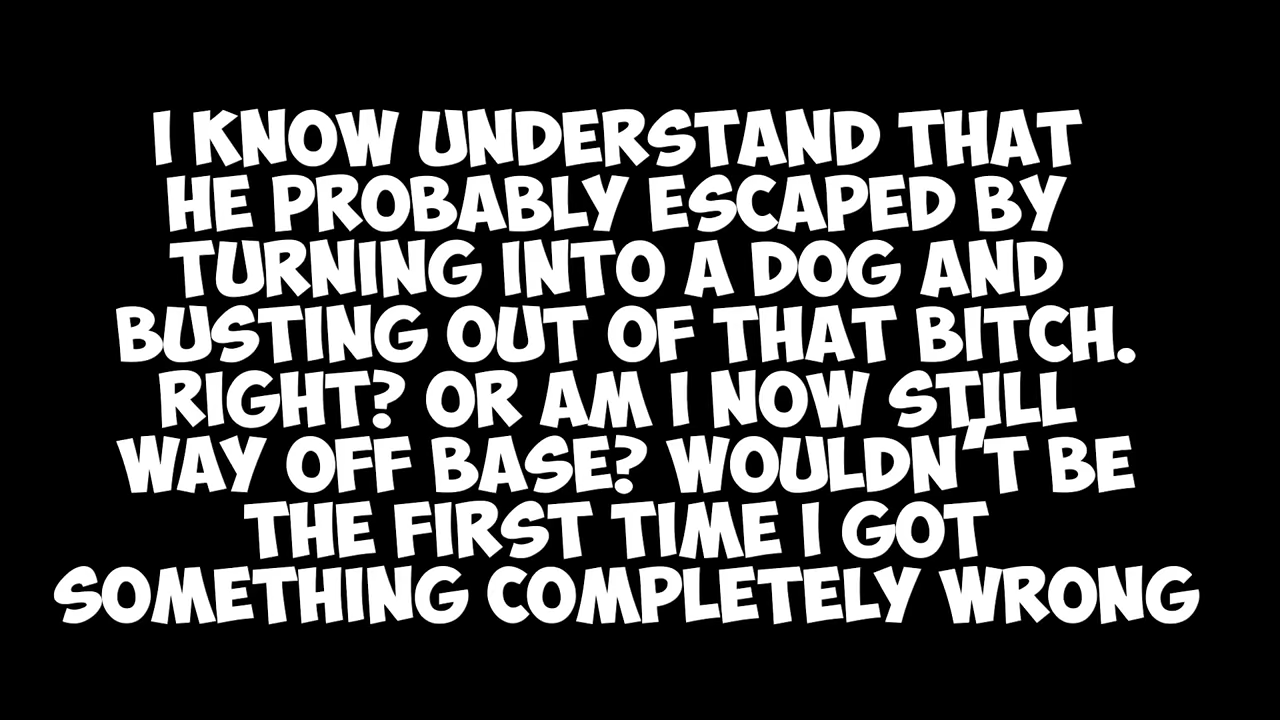 I KNOW UNDERSTAND THAT
HE PROBABLY ESCAPED BY
TURNING INTO A DOG AND
BUSTING OUT OF THAT BITCH.
RIGHT? OR AM I NOW STILL
WAY OFF BASE? WOULDN'T BE
THE FIRST TIME I GOT
SOMETHING COMPLETELY WRONG